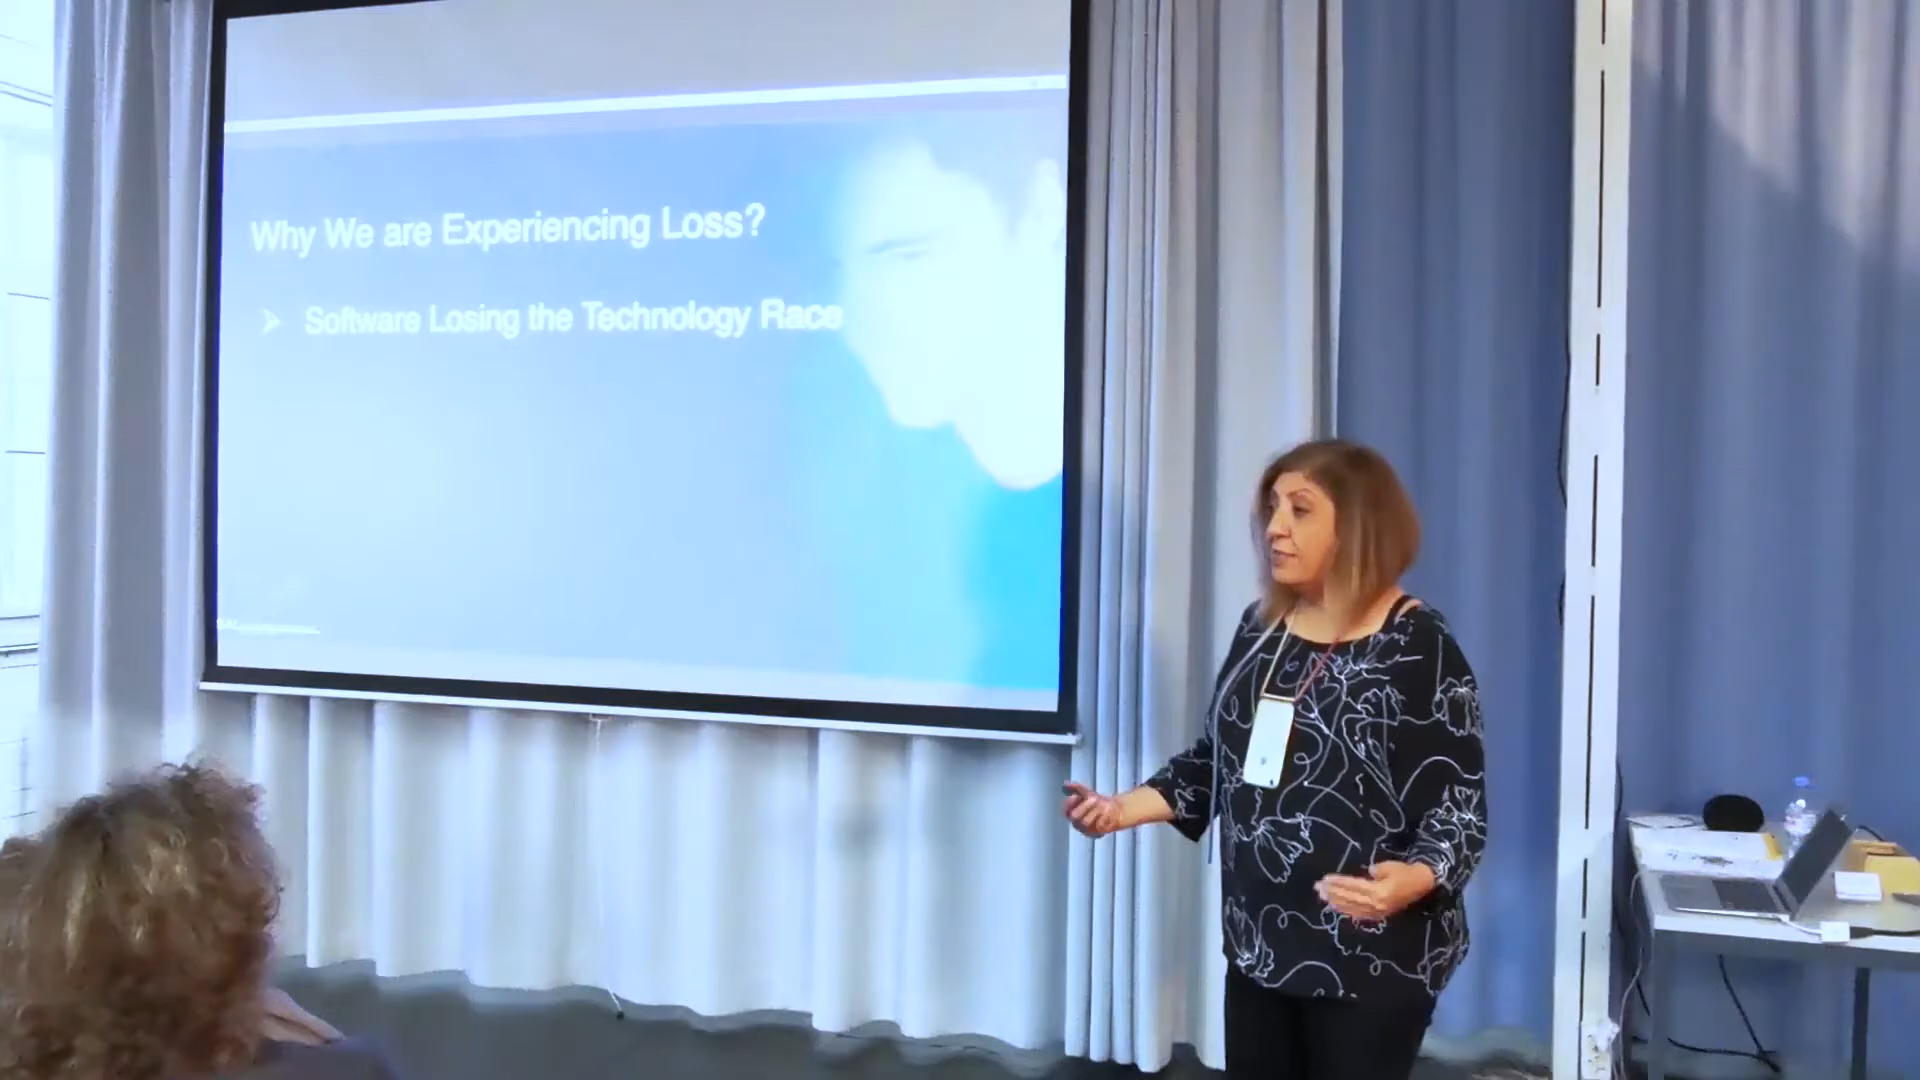 Why We are Experiencing Loss?
➢ Software Losing the Technology Race